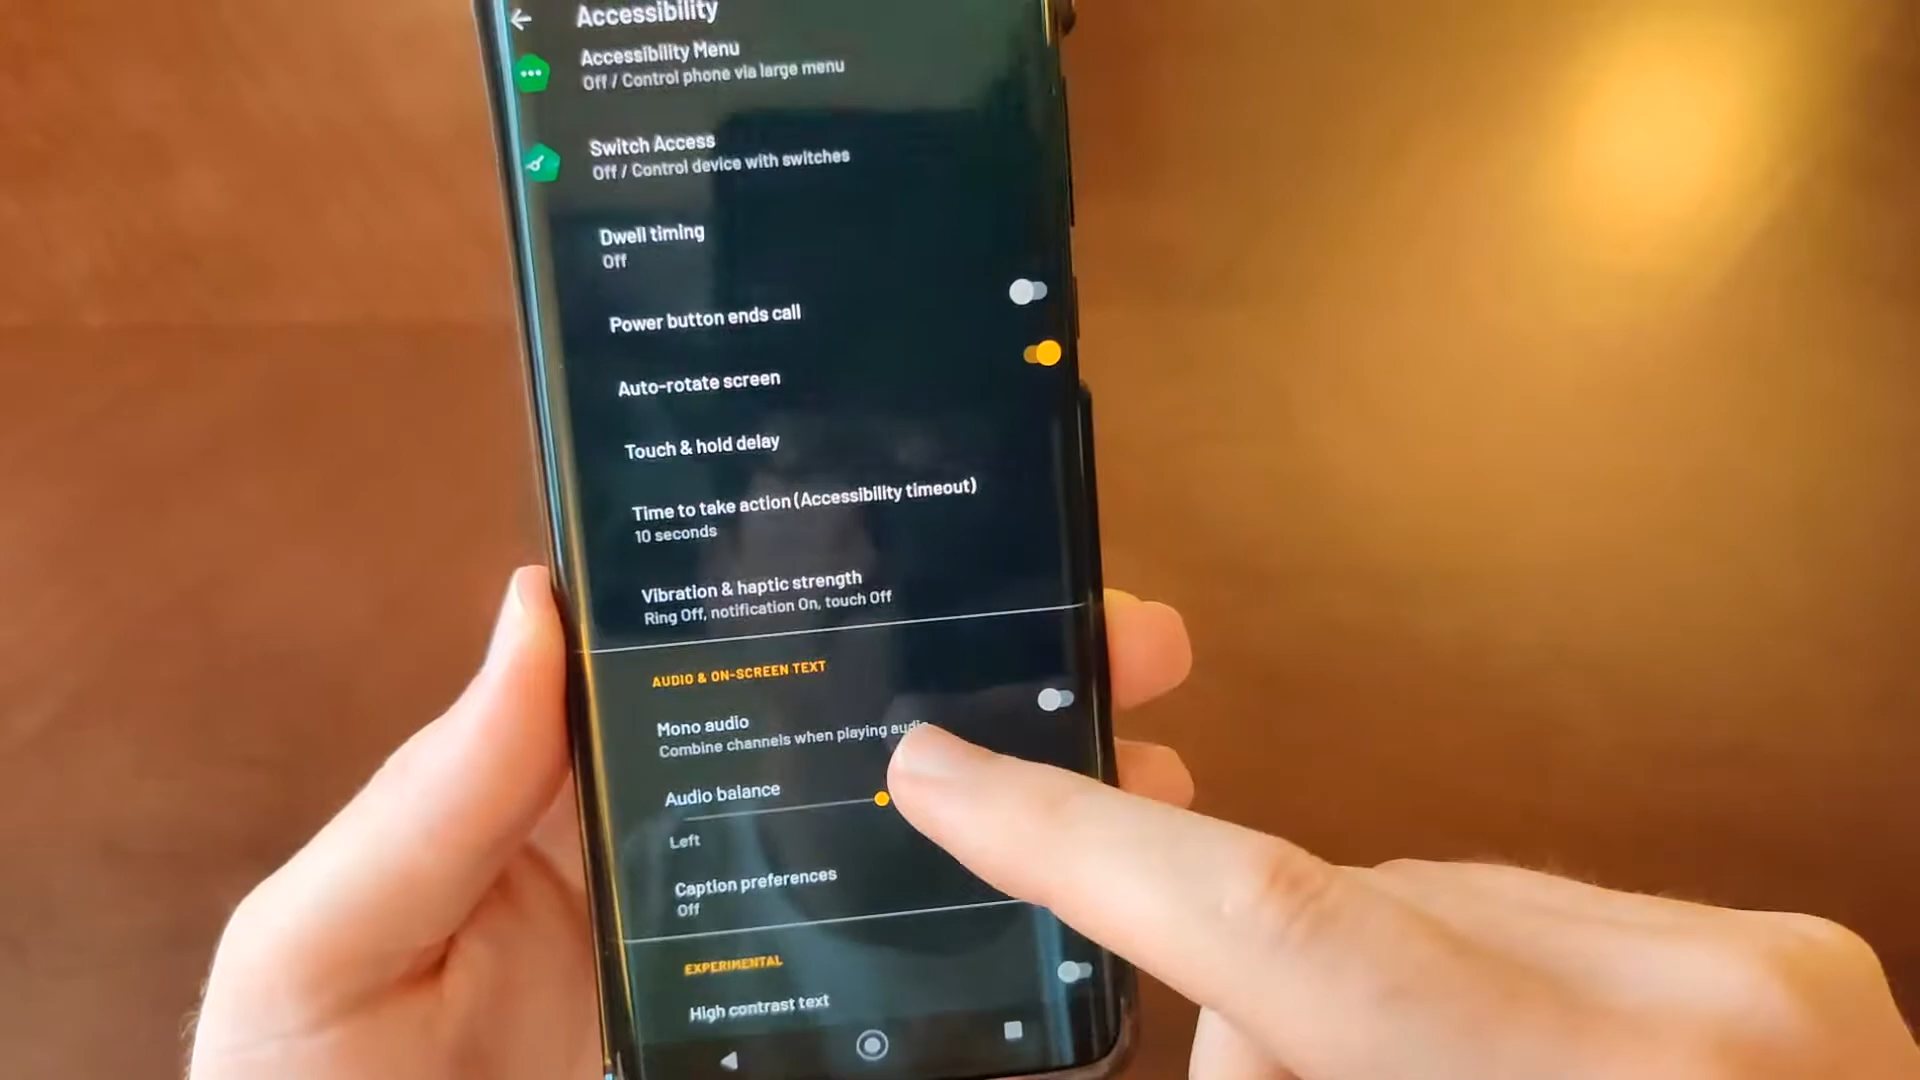 Accessibility
Accessibility Menu
Off / Control phone via large menu
Switch Access
Off / Control device with switches
Dwell timing
Off
Power button ends call
Auto-rotate screen
Touch & hold delay
Time to take action (Accessibility timeout)
10 seconds
Vibration & haptic strength
Ring Off, notification On, touch Off
AUDIO & ON-SCREEN TEXT
Mono audio
Combine channels when playing audio
Audio balance
Left
Caption preferences
Off
EXPERIMENTAL
High contrast text